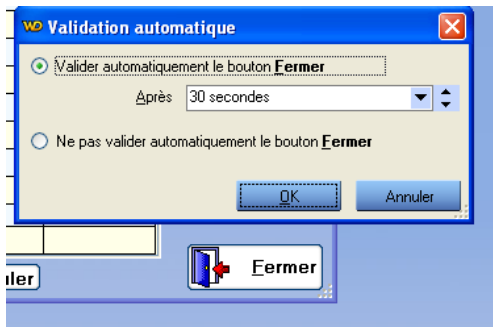 WD Validation automatique
Valider automatiquement le bouton Fermer
Après 30 secondes
Ne pas valider automatiquement le bouton Fermer
OK Annuler
uler Fermer